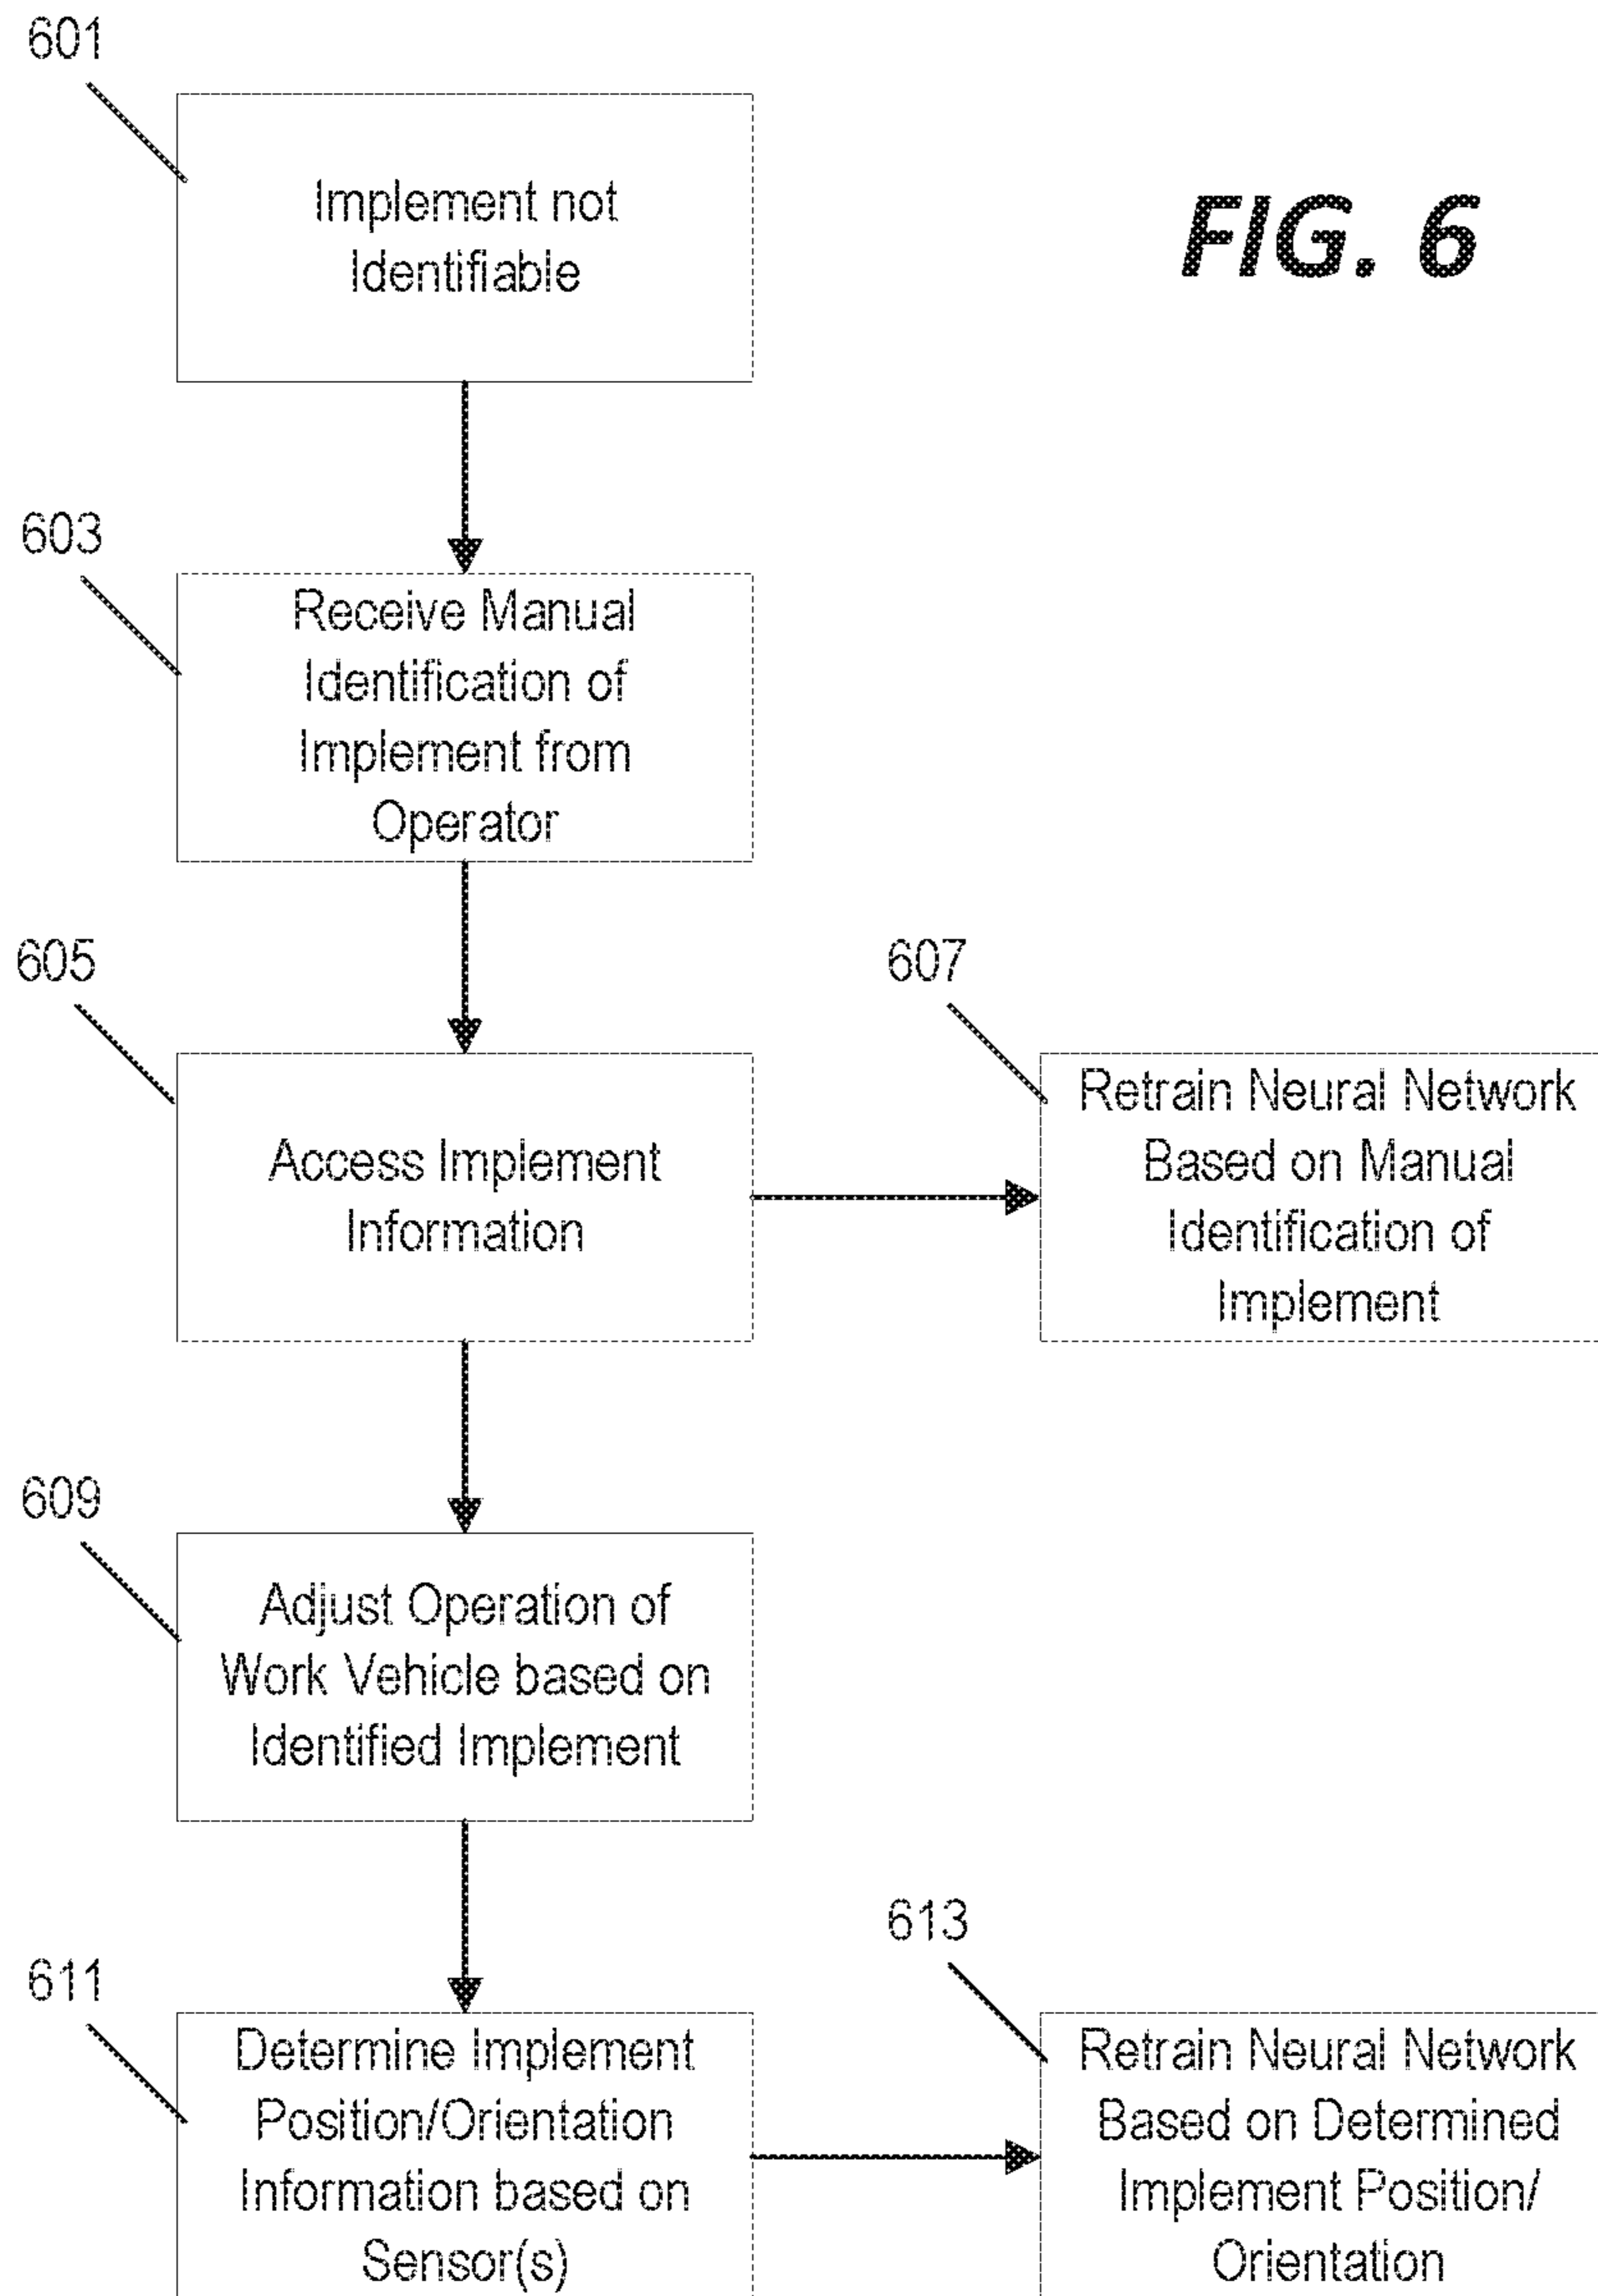 601
Implement not
Identifiable
FIG. 6
603
Receive Manual
Identification of
Implement from
Operator
605
Access Implement
Information
607
Retrain Neural Network
Based on Manual
Identification of
Implement
609
Adjust Operation of
Work Vehicle based on
Identified Implement
611
Determine Implement
Position/Orientation
Information based on
Sensor(s)
613
Retrain Neural Network
Based on Determined
Implement Position/
Orientation